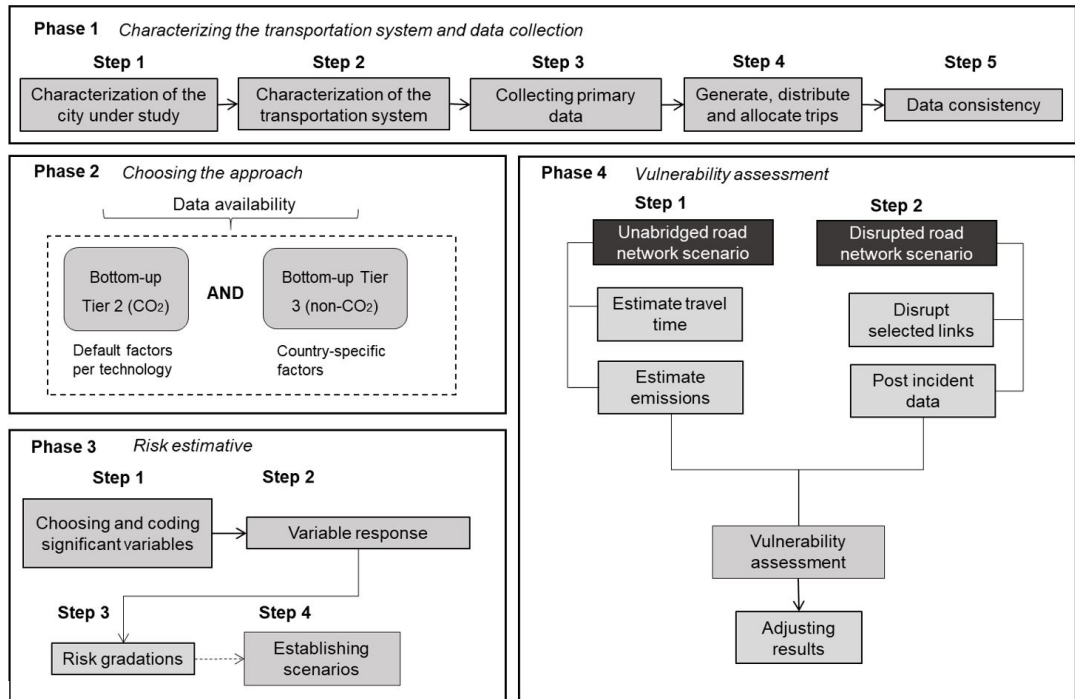 Phase 1 Characterizing the transportation system and data collection
Step 1
Step 2
Step 3
Step 4
Step 5
Characterization of the
city under study
Characterization of the
transportation system
Collecting primary
data
Generate, distribute
and allocate trips
Data consistency
Phase 2 Choosing the approach
Data availability
Bottom-up
Tier 2 (CO₂)
AND
Bottom-up Tier
3 (non-CO₂)
Default factors
per technology
Country-specific
factors
Phase 3 Risk estimative
Step 1
Step 2
Choosing and coding
significant variables
Variable response
Step 3
Step 4
Risk gradations
Establishing
scenarios
Phase 4 Vulnerability assessment
Step 1
Step 2
Unabridged road
network scenario
Disrupted road
network scenario
Estimate travel
time
Disrupt
selected links
Estimate
emissions
Post incident
data
Vulnerability
assessment
Adjusting
results